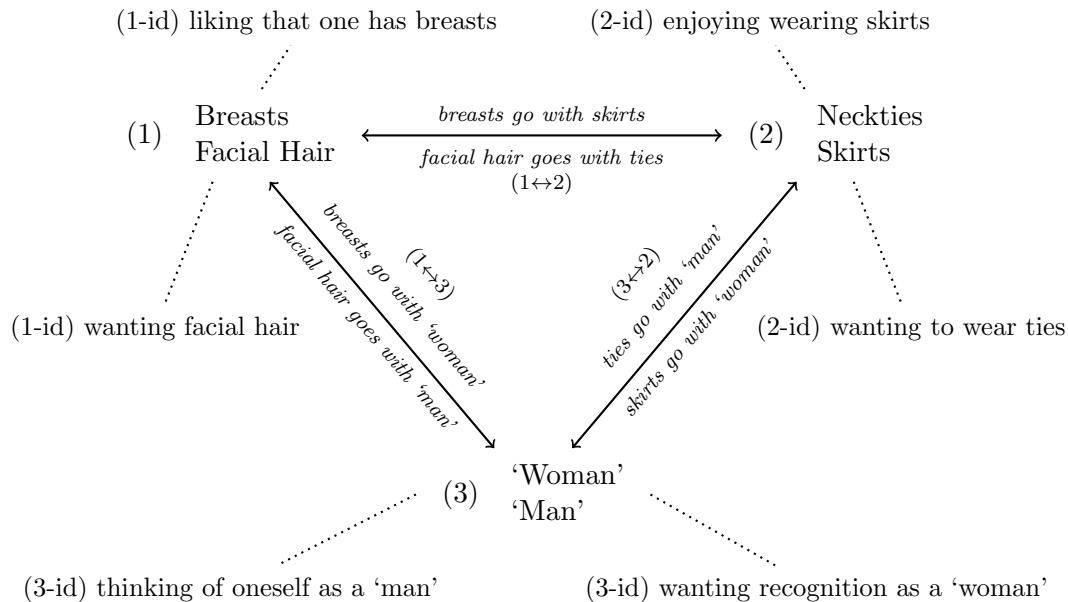 (1-id) liking that one has breasts
(2-id) enjoying wearing skirts
(1)
Breasts
Facial Hair
breasts go with skirts
facial hair goes with ties
(1↔2)
(2)
Neckties
Skirts
breasts go with ‘woman’
facial hair goes with ‘man’
(1↔3)
(3↔2)
ties go with ‘man’
skirts go with ‘woman’
(1-id) wanting facial hair
(2-id) wanting to wear ties
(3)
‘Woman’
‘Man’
(3-id) thinking of oneself as a ‘man’
(3-id) wanting recognition as a ‘woman’